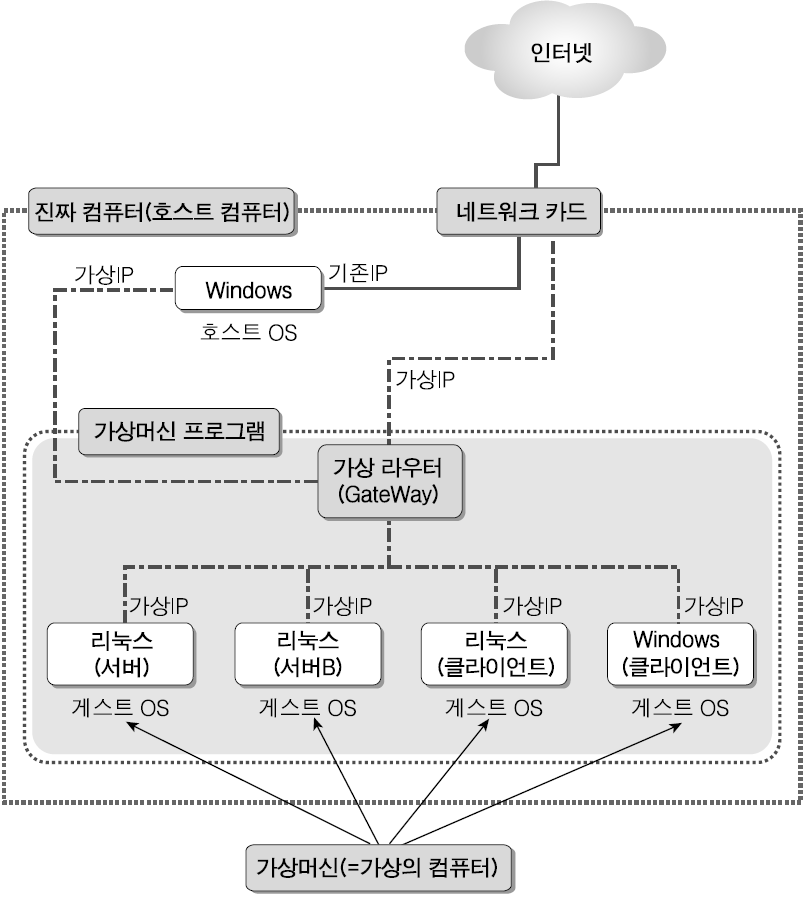 인터넷
진짜 컴퓨터(호스트 컴퓨터)
네트워크 카드
가상IP
Windows
기존IP
호스트 OS
가상IP
가상머신 프로그램
가상 라우터
(GateWay)
가상IP
가상IP
가상IP
가상IP
리눅스
(서버)
리눅스
(서버B)
리눅스
(클라이언트)
Windows
(클라이언트)
게스트 OS
게스트 OS
게스트 OS
게스트 OS
가상머신(=가상의 컴퓨터)